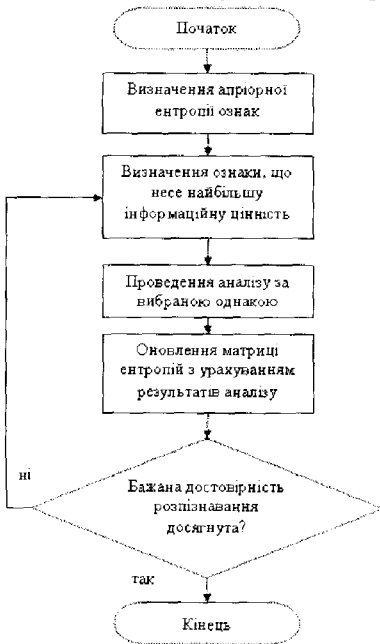 Початок
Визначення апріорної
ентропії ознак
Визначення ознаки, що
несе найбільшу
інформаційну цінність
Проведення аналізу за
вибраною однакою
Оновлення матриці
ентропій з урахуванням
результатів аналізу
Бажана достовірність
розпізнавання
досягнута?
ні
так
Кінець